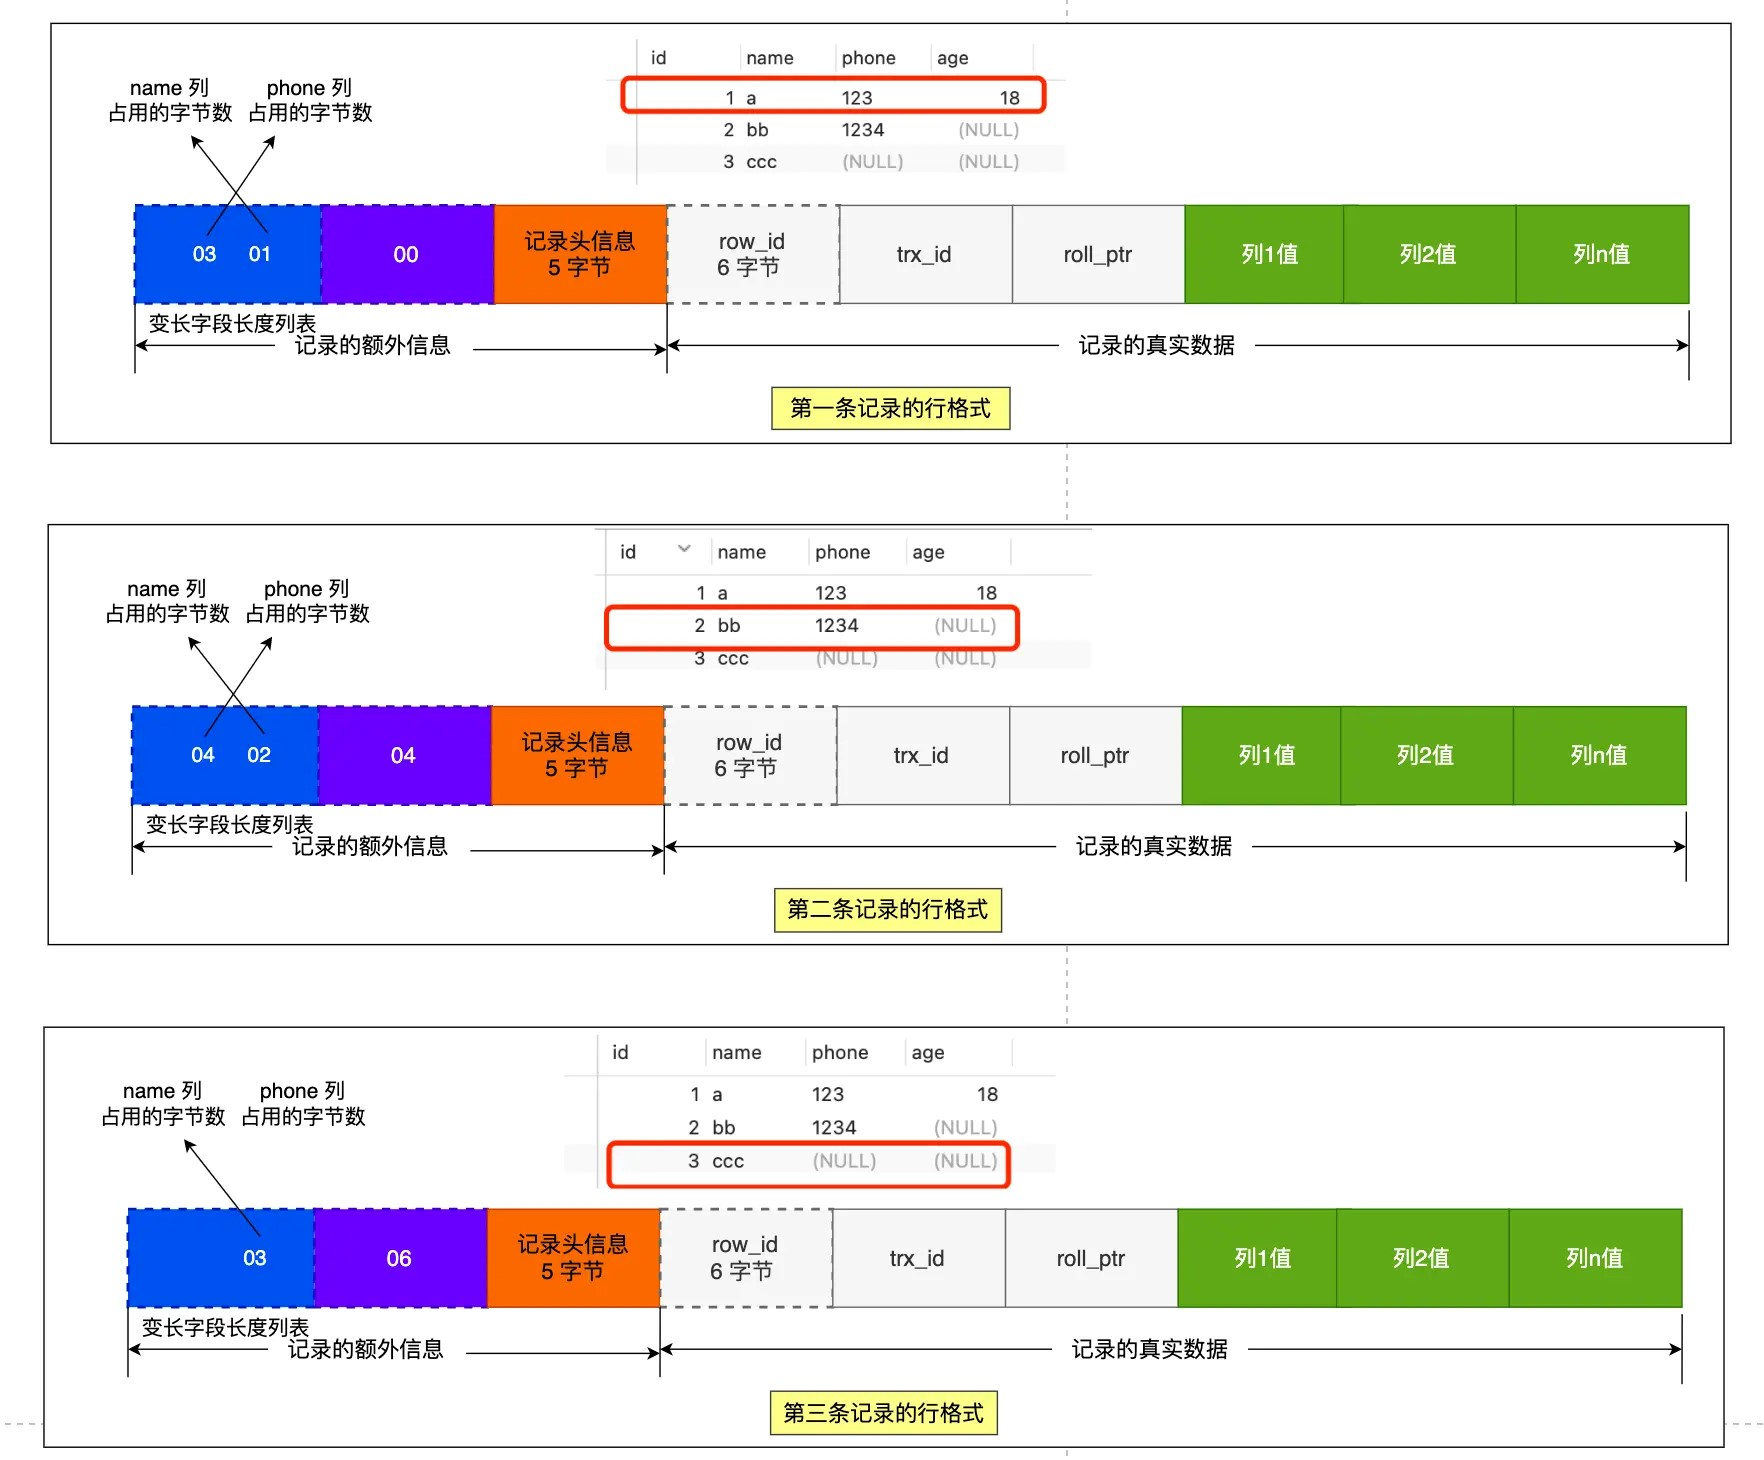 id name phone age
1 a 123 18
2 bb 1234 (NULL)
3 ccc (NULL) (NULL)
name 列 phone 列
占用的字节数 占用的字节数
03 01 00 记录头信息 row_id trx_id roll_ptr 列1值 列2值 列n值
5 字节 6 字节
变长字段长度列表
记录的额外信息 记录的真实数据
第一条记录的行格式
id name phone age
1 a 123 18
2 bb 1234 (NULL)
3 ccc (NULL) (NULL)
name 列 phone 列
占用的字节数 占用的字节数
04 02 04 记录头信息 row_id trx_id roll_ptr 列1值 列2值 列n值
5 字节 6 字节
变长字段长度列表
记录的额外信息 记录的真实数据
第二条记录的行格式
id name phone age
1 a 123 18
2 bb 1234 (NULL)
3 ccc (NULL) (NULL)
name 列 phone 列
占用的字节数 占用的字节数
03 06 记录头信息 row_id trx_id roll_ptr 列1值 列2值 列n值
5 字节 6 字节
变长字段长度列表
记录的额外信息 记录的真实数据
第三条记录的行格式